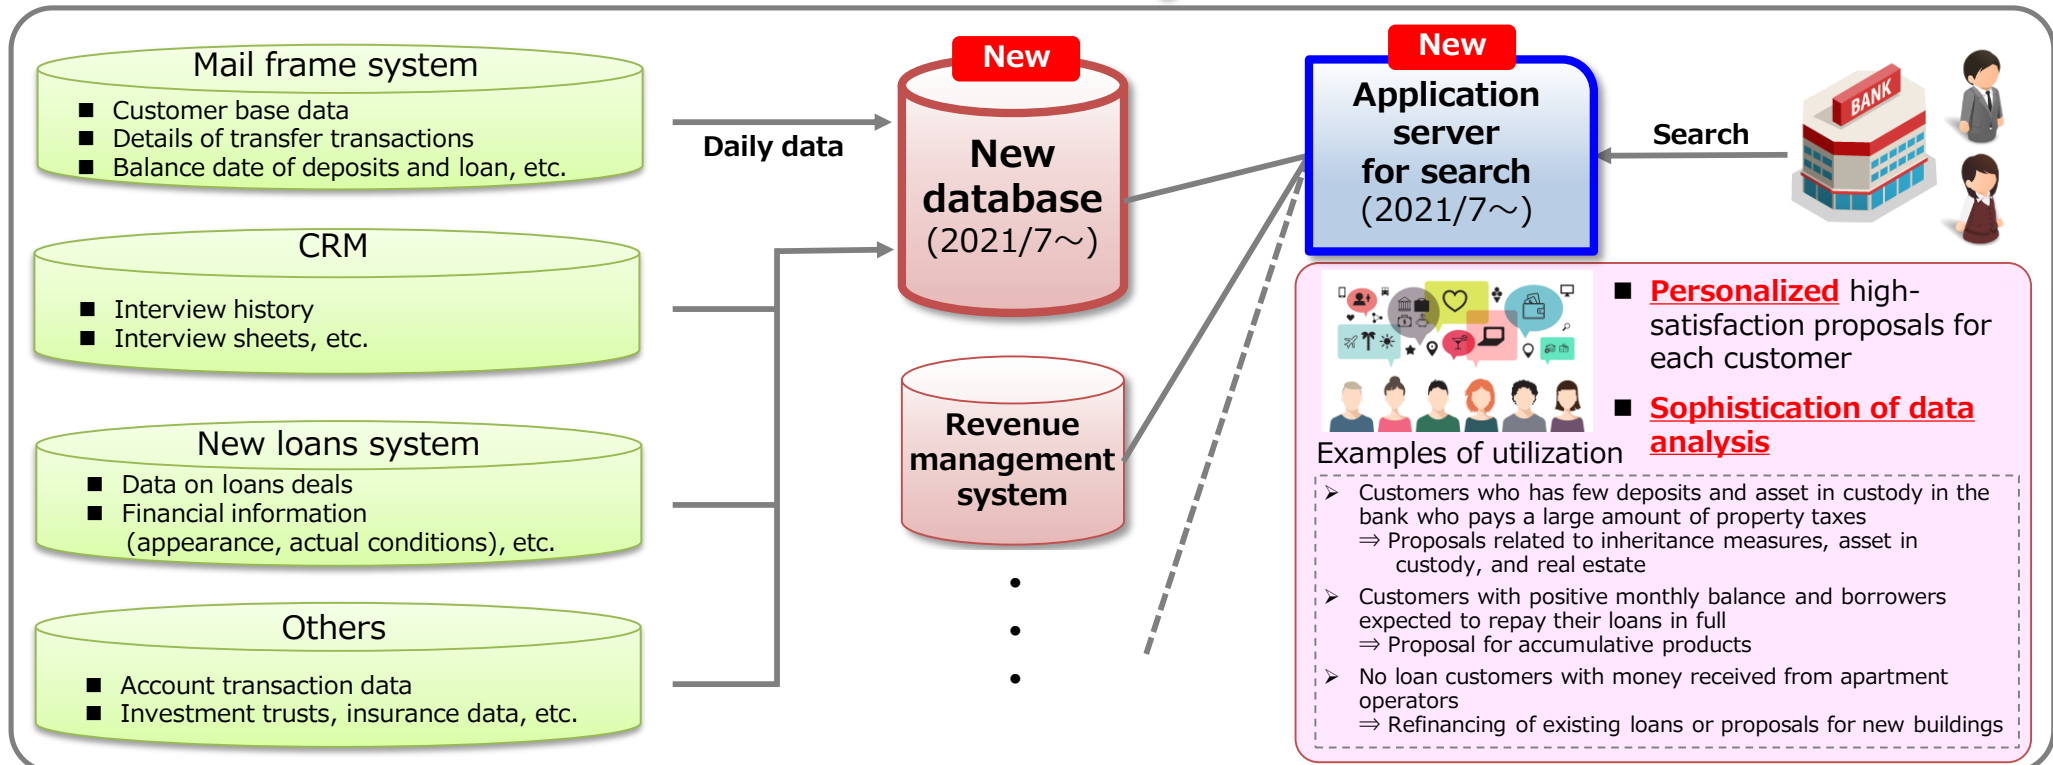 Mail frame system
■ Customer base data
■ Details of transfer transactions
■ Balance date of deposits and loan, etc.
CRM
■ Interview history
■ Interview sheets, etc.
New loans system
■ Data on loans deals
■ Financial information
(appearance, actual conditions), etc.
Others
■ Account transaction data
■ Investment trusts, insurance data, etc.
Daily data
New
New
database
(2021/7～)
Revenue
management
system
・
・
・
New
Application
server
for search
(2021/7～)
Search
BANK
■ Personalized high-
satisfaction proposals for
each customer
■ Sophistication of data
analysis
Examples of utilization
➢ Customers who has few deposits and asset in custody in the
bank who pays a large amount of property taxes
⇒ Proposals related to inheritance measures, asset in
custody, and real estate
➢ Customers with positive monthly balance and borrowers
expected to repay their loans in full
⇒ Proposal for accumulative products
➢ No loan customers with money received from apartment
operators
⇒ Refinancing of existing loans or proposals for new buildings